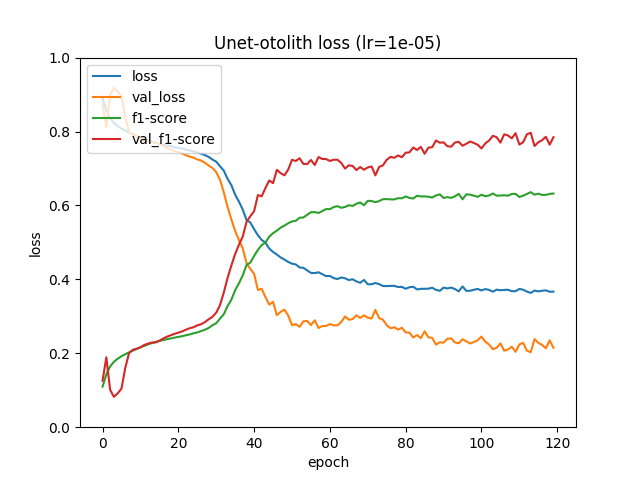 Unet-otolith loss (lr=1e-05)
loss
val_loss
f1-score
val_f1-score
1.0
0.8
0.6
0.4
0.2
0.0
loss
0 20 40 60 80 100 120
epoch